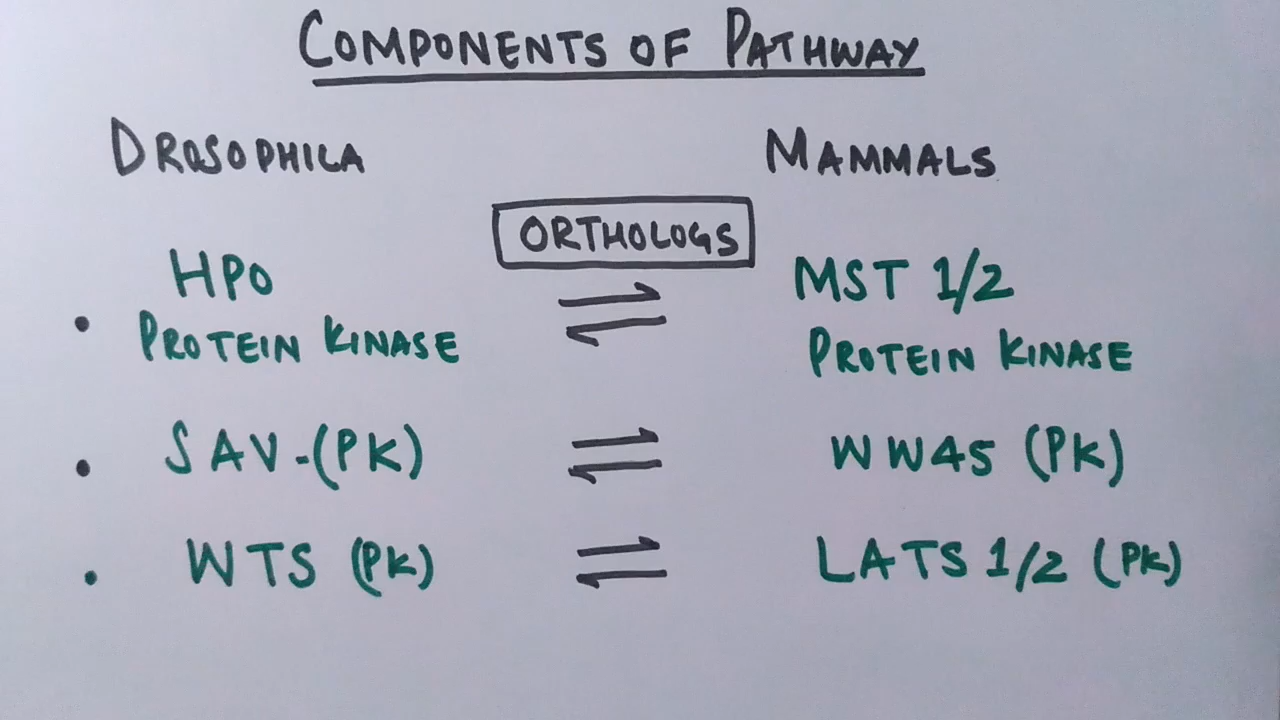 COMPONENTS OF PATHWAY
DROSOPHILA MAMMALS
ORTHOLOGS
HPO MST 1/2
• PROTEIN KINASE PROTEIN KINASE
• SAV-(PK) WW45 (PK)
• WTS (PK) LATS 1/2 (PK)